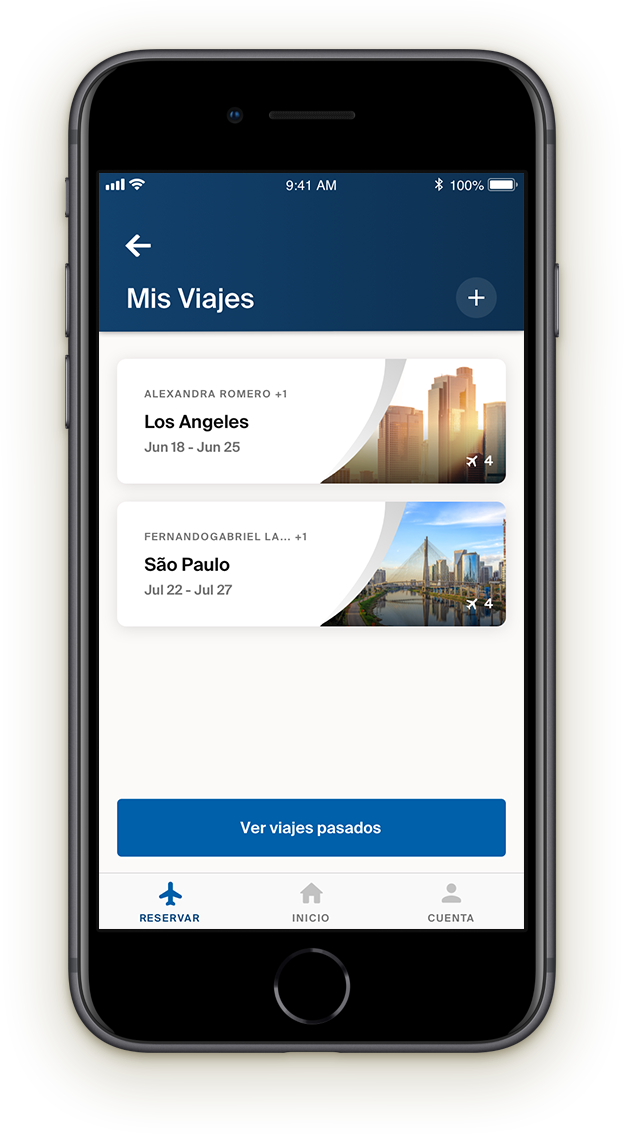 9:41 AM
100%
Mis Viajes
ALEXANDRA ROMERO +1
Los Angeles
Jun 18 - Jun 25
4
FERNANDOGABRIEL LA... +1
São Paulo
Jul 22 - Jul 27
4
Ver viajes pasados
RESERVAR
INICIO
CUENTA